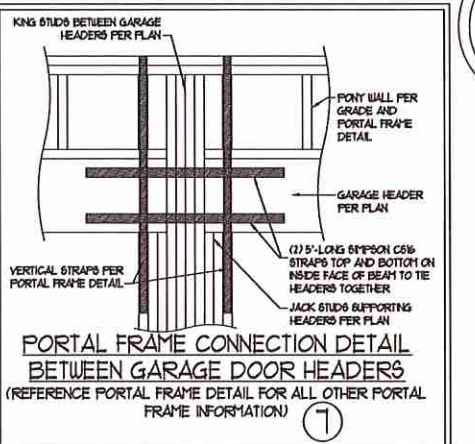 KING STUDS BETWEEN GARAGE
HEADERS PER PLAN
PONY WALL PER
GRADE AND
PORTAL FRAME
DETAIL
GARAGE HEADER
PER PLAN
(2) 5'-LONG SIMPSON CS16
STRAPS TOP AND BOTTOM ON
INSIDE FACE OF BEAM TO TIE
HEADERS TOGETHER
VERTICAL STRAPS PER
PORTAL FRAME DETAIL
JACK STUDS SUPPORTING
HEADERS PER PLAN
PORTAL FRAME CONNECTION DETAIL
BETWEEN GARAGE DOOR HEADERS
(REFERENCE PORTAL FRAME DETAIL FOR ALL OTHER PORTAL
FRAME INFORMATION)
7